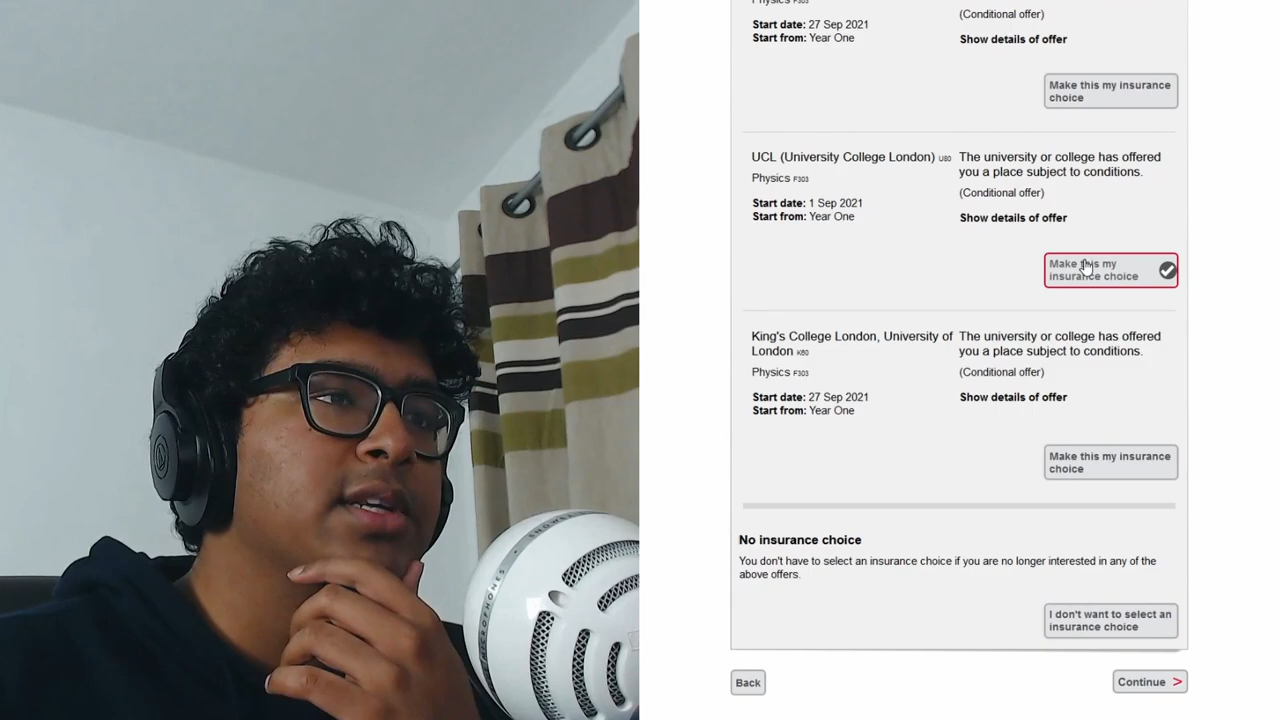 Physics F303
(Conditional offer)
Start date: 27 Sep 2021
Start from: Year One
Show details of offer
Make this my insurance
choice
UCL (University College London) U80
The university or college has offered
you a place subject to conditions.
Physics F303
(Conditional offer)
Start date: 1 Sep 2021
Start from: Year One
Show details of offer
Make this my
insurance choice
King's College London, University of
London K60
The university or college has offered
you a place subject to conditions.
Physics F303
(Conditional offer)
Start date: 27 Sep 2021
Start from: Year One
Show details of offer
Make this my insurance
choice
No insurance choice
You don't have to select an insurance choice if you are no longer interested in any of the
above offers.
I don't want to select an
insurance choice
Back
Continue >